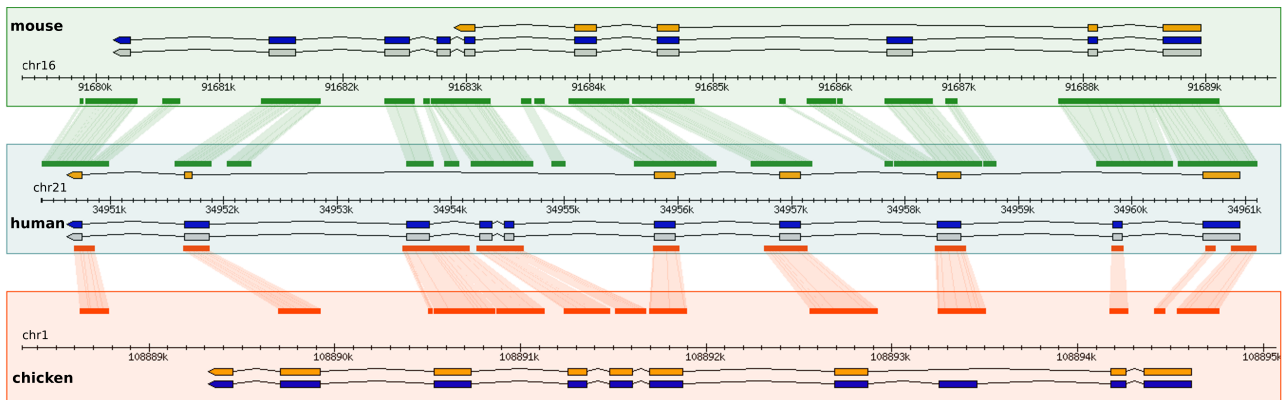 mouse
chr16
91680k 91681k 91682k 91683k 91684k 91685k 91686k 91687k 91688k 91689k
chr21
34951k 34952k 34953k 34954k 34955k 34956k 34957k 34958k 34959k 34960k 34961k
human
chr1
108889k 108890k 108891k 108892k 108893k 108894k 108895k
chicken